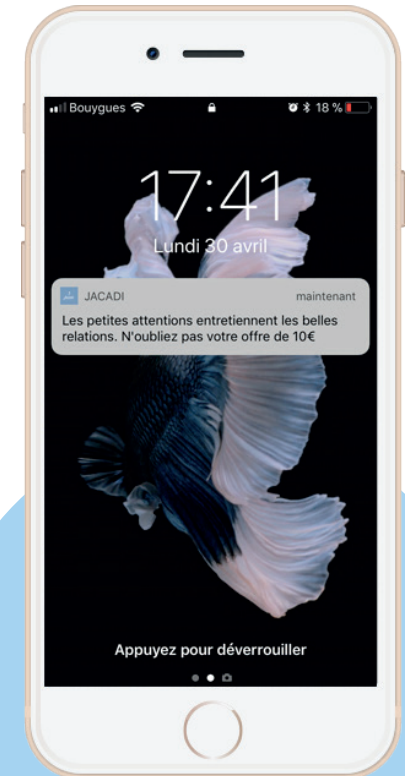 Bouygues 18 %
17:41
Lundi 30 avril
JACADI maintenant
Les petites attentions entretiennent les belles
relations. N'oubliez pas votre offre de 10€
Appuyez pour déverrouiller